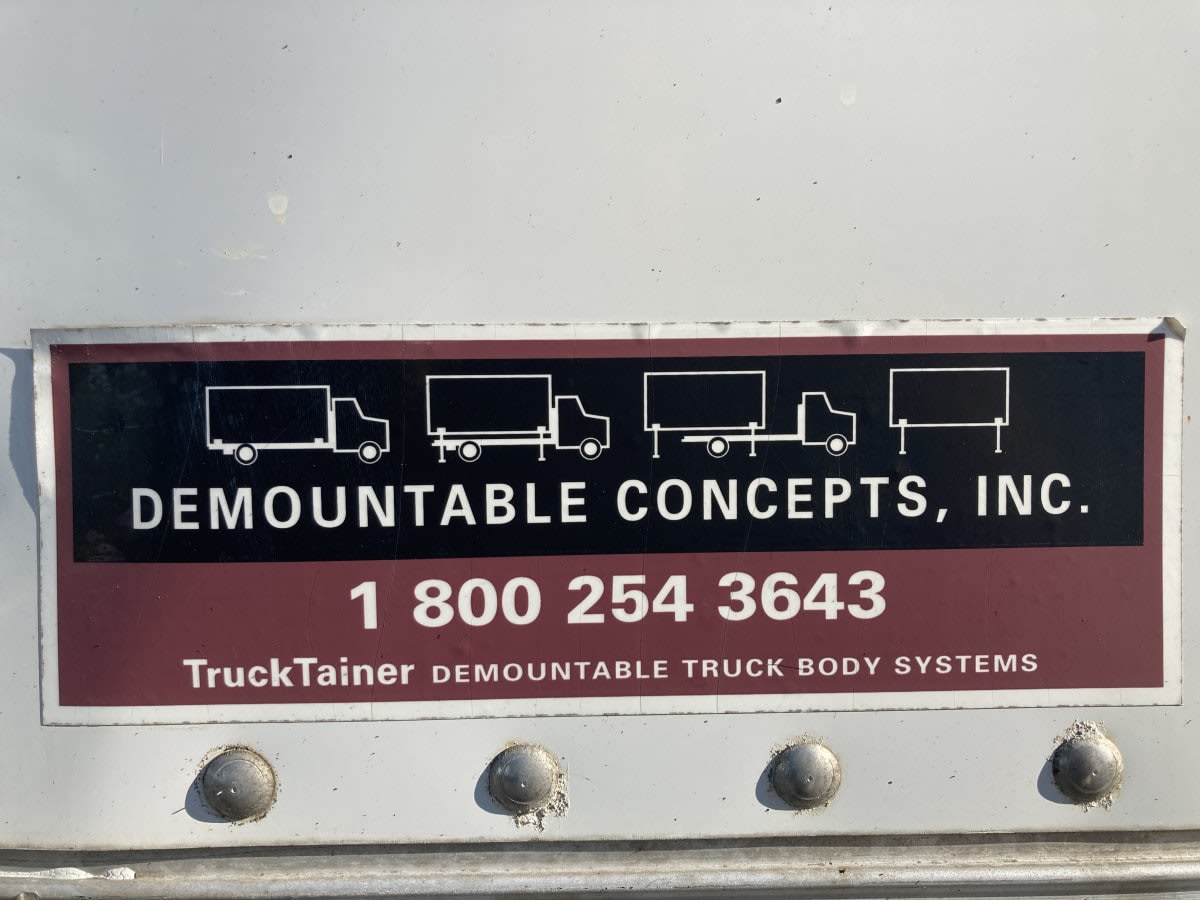 DEMOUNTABLE CONCEPTS, INC.
1 800 254 3643
TruckTainer DEMOUNTABLE TRUCK BODY SYSTEMS